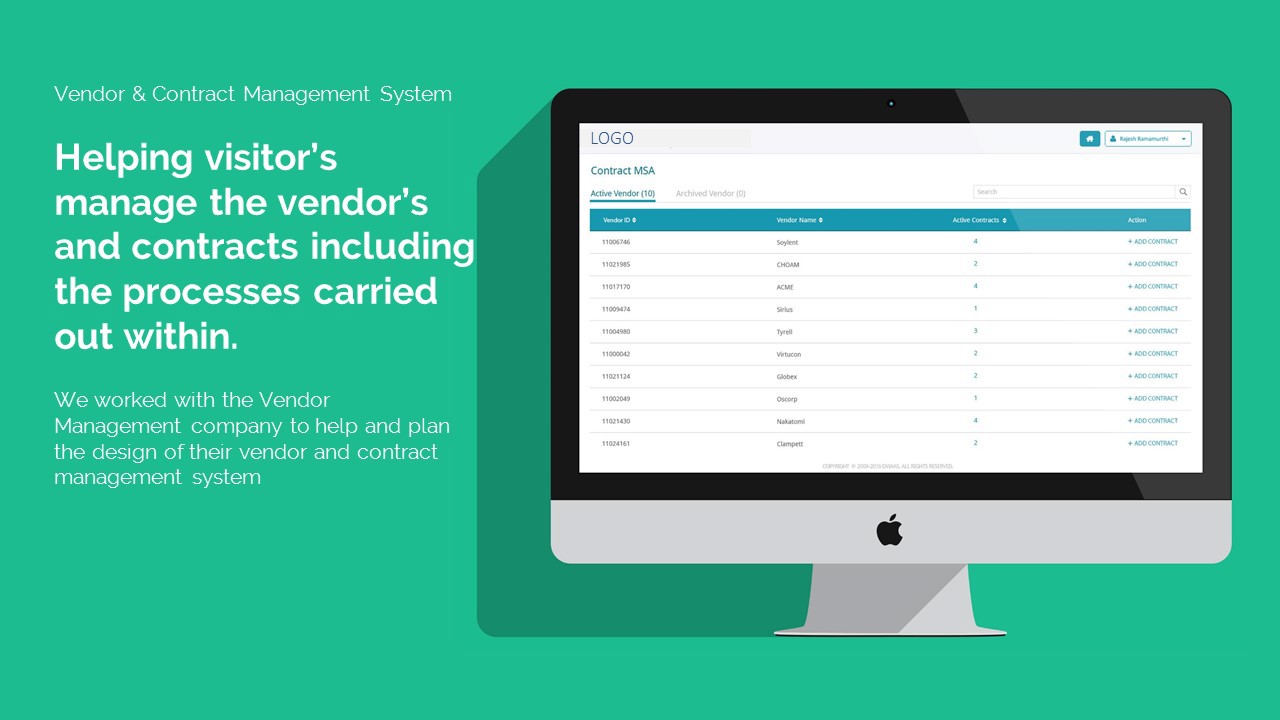 Vendor & Contract Management System
Helping visitor’s
manage the vendor’s
and contracts including
the processes carried
out within.
We worked with the Vendor
Management company to help and plan
the design of their vendor and contract
management system
LOGO
Rajesh Ramamurthi
Contract MSA
Active Vendor (10) Archived Vendor (0) Search
Vendor ID Vendor Name Active Contracts Action
11006746 Soylent 4 + ADD CONTRACT
11021985 CHOAM 2 + ADD CONTRACT
11017170 ACME 4 + ADD CONTRACT
11009474 Sirius 1 + ADD CONTRACT
11004980 Tyrell 3 + ADD CONTRACT
11000042 Virtucon 2 + ADD CONTRACT
11021124 Globex 2 + ADD CONTRACT
11002049 Oscorp 1 + ADD CONTRACT
11021430 Nakatomi 4 + ADD CONTRACT
11024161 Clampett 2 + ADD CONTRACT
COPYRIGHT © ALL RIGHTS RESERVED.